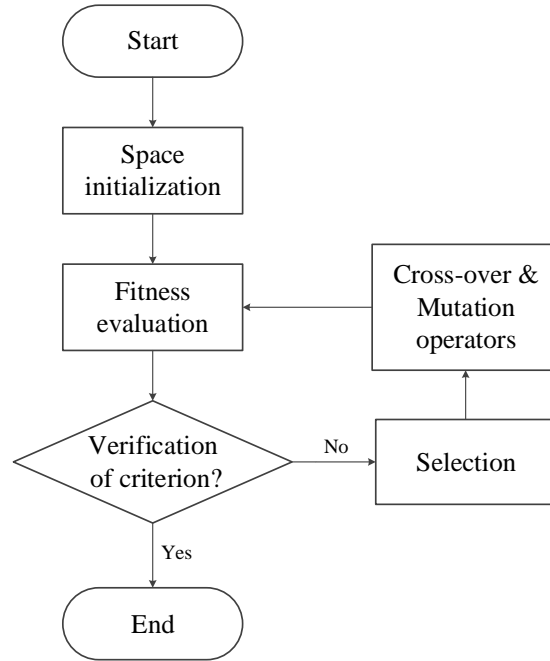 Start
Space
initialization
Fitness
evaluation
Cross-over &
Mutation
operators
Verification
of criterion?
No
Selection
Yes
End